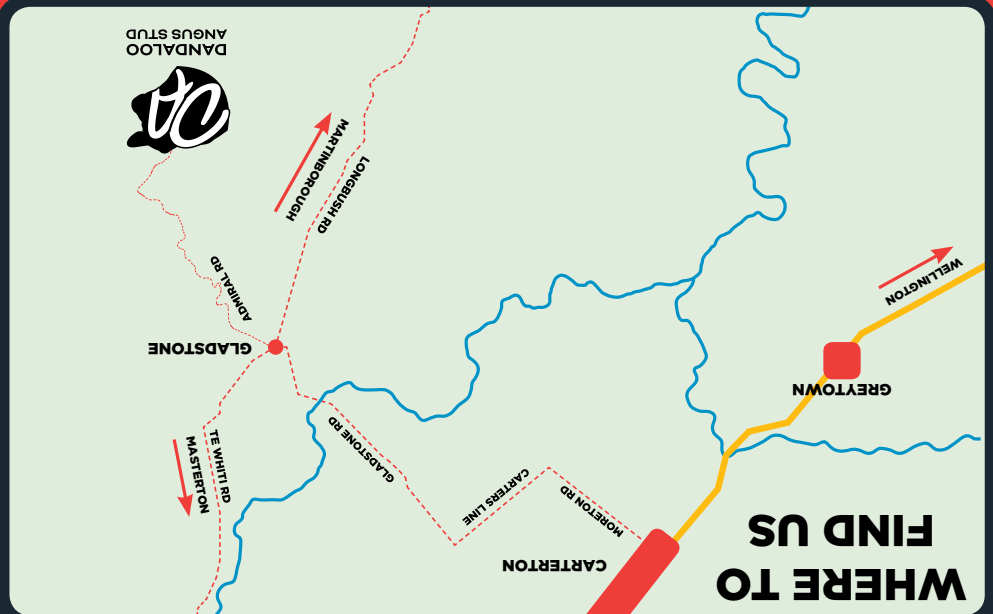 WHERE TO
FIND US
CARTERTON
MORETON RD
CARTERS LINE
GLADSTONE RD
TE WHITI RD
MASTERTON
GREYTOWN
WELLINGTON
GLADSTONE
ADMIRAL RD
LONGBUSH RD
MARTINBOROUGH
DA
DANDALOO
ANGUS STUD